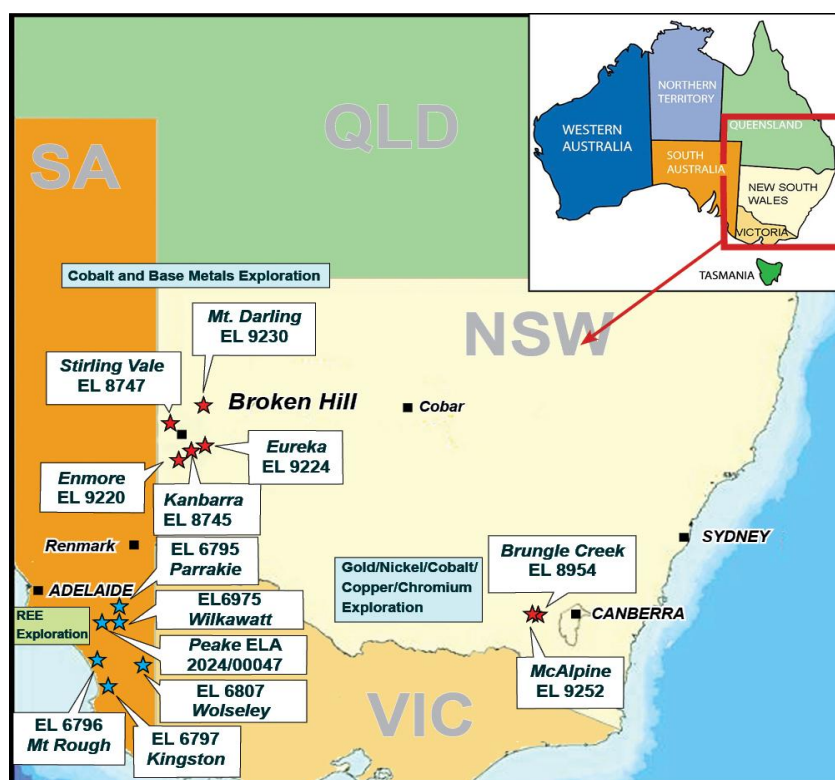 QLD
SA
WESTERN
AUSTRALIA
NORTHERN
TERRITORY
QUEENSLAND
SOUTH
AUSTRALIA
NEW SOUTH
WALES
VICTORIA
TASMANIA
Cobalt and Base Metals Exploration
Mt. Darling
EL 9230
NSW
Stirling Vale
EL 8747
Broken Hill
Cobar
Eureka
EL 9224
Enmore
EL 9220
Kanbarra
EL 8745
Renmark
EL 6795
Parrakie
SYDNEY
Gold/Nickel/Cobalt/
Copper/Chromium
Exploration
Brungle Creek
EL 8954
ADELAIDE
EL6975
Wilkawatt
CANBERRA
REE
Exploration
Peake ELA
2024/00047
McAlpine
EL 9252
EL 6807
Wolseley
VIC
EL 6796
Mt Rough
EL 6797
Kingston